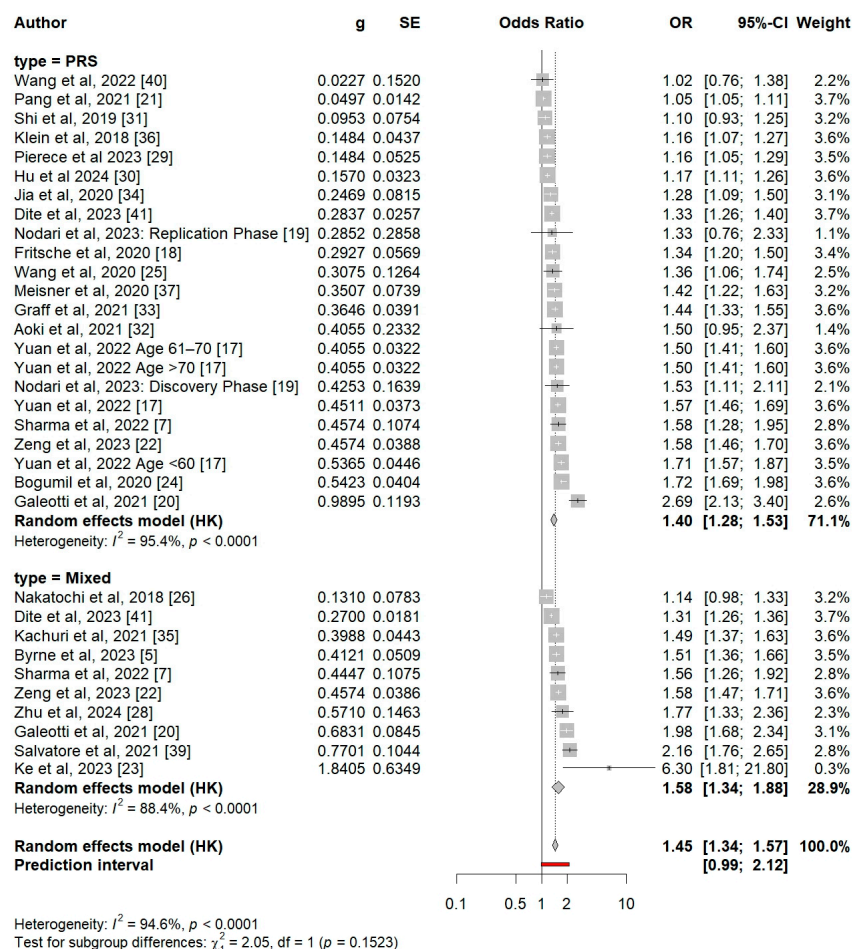 Author g SE Odds Ratio OR 95%-CI Weight
type = PRS
Wang et al, 2022 [40] 0.0227 0.1520 1.02 [0.76; 1.38] 2.2%
Pang et al, 2021 [21] 0.0497 0.0142 1.05 [1.05; 1.11] 3.7%
Shi et al, 2019 [31] 0.0953 0.0754 1.10 [0.93; 1.25] 3.2%
Klein et al, 2018 [36] 0.1484 0.0437 1.16 [1.07; 1.27] 3.6%
Pierece et al 2023 [29] 0.1484 0.0525 1.16 [1.05; 1.29] 3.5%
Hu et al 2024 [30] 0.1570 0.0323 1.17 [1.11; 1.26] 3.6%
Jia et al, 2020 [34] 0.2469 0.0815 1.28 [1.09; 1.50] 3.1%
Dite et al, 2023 [41] 0.2837 0.0257 1.33 [1.26; 1.40] 3.7%
Nodari et al, 2023: Replication Phase [19] 0.2852 0.2858 1.33 [0.76; 2.33] 1.1%
Fritsche et al, 2020 [18] 0.2927 0.0569 1.34 [1.20; 1.50] 3.4%
Wang et al, 2020 [25] 0.3075 0.1264 1.36 [1.06; 1.74] 2.5%
Meisner et al, 2020 [37] 0.3507 0.0739 1.42 [1.22; 1.63] 3.2%
Graff et al, 2021 [33] 0.3646 0.0391 1.44 [1.33; 1.55] 3.6%
Aoki et al, 2021 [32] 0.4055 0.2332 1.50 [0.95; 2.37] 1.4%
Yuan et al, 2022 Age 61–70 [17] 0.4055 0.0322 1.50 [1.41; 1.60] 3.6%
Yuan et al, 2022 Age >70 [17] 0.4055 0.0322 1.50 [1.41; 1.60] 3.6%
Nodari et al, 2023: Discovery Phase [19] 0.4253 0.1639 1.53 [1.11; 2.11] 2.1%
Yuan et al, 2022 [17] 0.4511 0.0373 1.57 [1.46; 1.69] 3.6%
Sharma et al, 2022 [7] 0.4574 0.1074 1.58 [1.28; 1.95] 2.8%
Zeng et al, 2023 [22] 0.4574 0.0388 1.58 [1.46; 1.70] 3.6%
Yuan et al, 2022 Age <60 [17] 0.5365 0.0446 1.71 [1.57; 1.87] 3.5%
Bogumil et al, 2020 [24] 0.5423 0.0404 1.72 [1.69; 1.98] 3.6%
Galeotti et al, 2021 [20] 0.9895 0.1193 2.69 [2.13; 3.40] 2.6%
Random effects model (HK) 1.40 [1.28; 1.53] 71.1%
Heterogeneity: I² = 95.4%, p < 0.0001
type = Mixed
Nakatochi et al, 2018 [26] 0.1310 0.0783 1.14 [0.98; 1.33] 3.2%
Dite et al, 2023 [41] 0.2700 0.0181 1.31 [1.26; 1.36] 3.7%
Kachuri et al, 2021 [35] 0.3988 0.0443 1.49 [1.37; 1.63] 3.6%
Byrne et al, 2023 [5] 0.4121 0.0509 1.51 [1.36; 1.66] 3.5%
Sharma et al, 2022 [7] 0.4447 0.1075 1.56 [1.26; 1.92] 2.8%
Zeng et al, 2023 [22] 0.4574 0.0386 1.58 [1.47; 1.71] 3.6%
Zhu et al, 2024 [28] 0.5710 0.1463 1.77 [1.33; 2.36] 2.3%
Galeotti et al, 2021 [20] 0.6831 0.0845 1.98 [1.68; 2.34] 3.1%
Salvatore et al, 2021 [39] 0.7701 0.1044 2.16 [1.76; 2.65] 2.8%
Ke et al, 2023 [23] 1.8405 0.6349 6.30 [1.81; 21.80] 0.3%
Random effects model (HK) 1.58 [1.34; 1.88] 28.9%
Heterogeneity: I² = 88.4%, p < 0.0001
Random effects model (HK) 1.45 [1.34; 1.57] 100.0%
Prediction interval [0.99; 2.12]
0.1 0.5 1 2 10
Heterogeneity: I² = 94.6%, p < 0.0001
Test for subgroup differences: χ²₁ = 2.05, df = 1 (p = 0.1523)